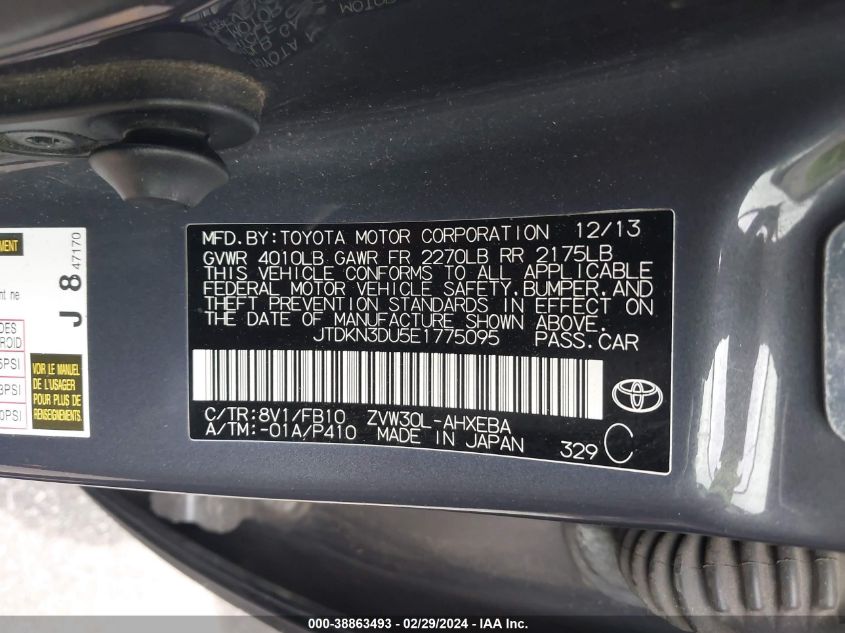 MFD. BY: TOYOTA MOTOR CORPORATION 12/13
GVWR 4010LB GAWR FR 2270LB RR 2175LB
THIS VEHICLE CONFORMS TO ALL APPLICABLE
FEDERAL MOTOR VEHICLE SAFETY, BUMPER, AND
THEFT PREVENTION STANDARDS IN EFFECT ON
THE DATE OF MANUFACTURE SHOWN ABOVE.
JTDKN3DU5E1775095 PASS.CAR
C/TR:8V1/FB10 ZVW30L-AHXEBA
A/TM:-01A/P410 MADE IN JAPAN
329 C
J 8 47170
VOIR LE MANUEL
DE L'USAGER
POUR PLUS DE
RENSEIGNEMENTS.
000-38863493 - 02/29/2024 - IAA Inc.